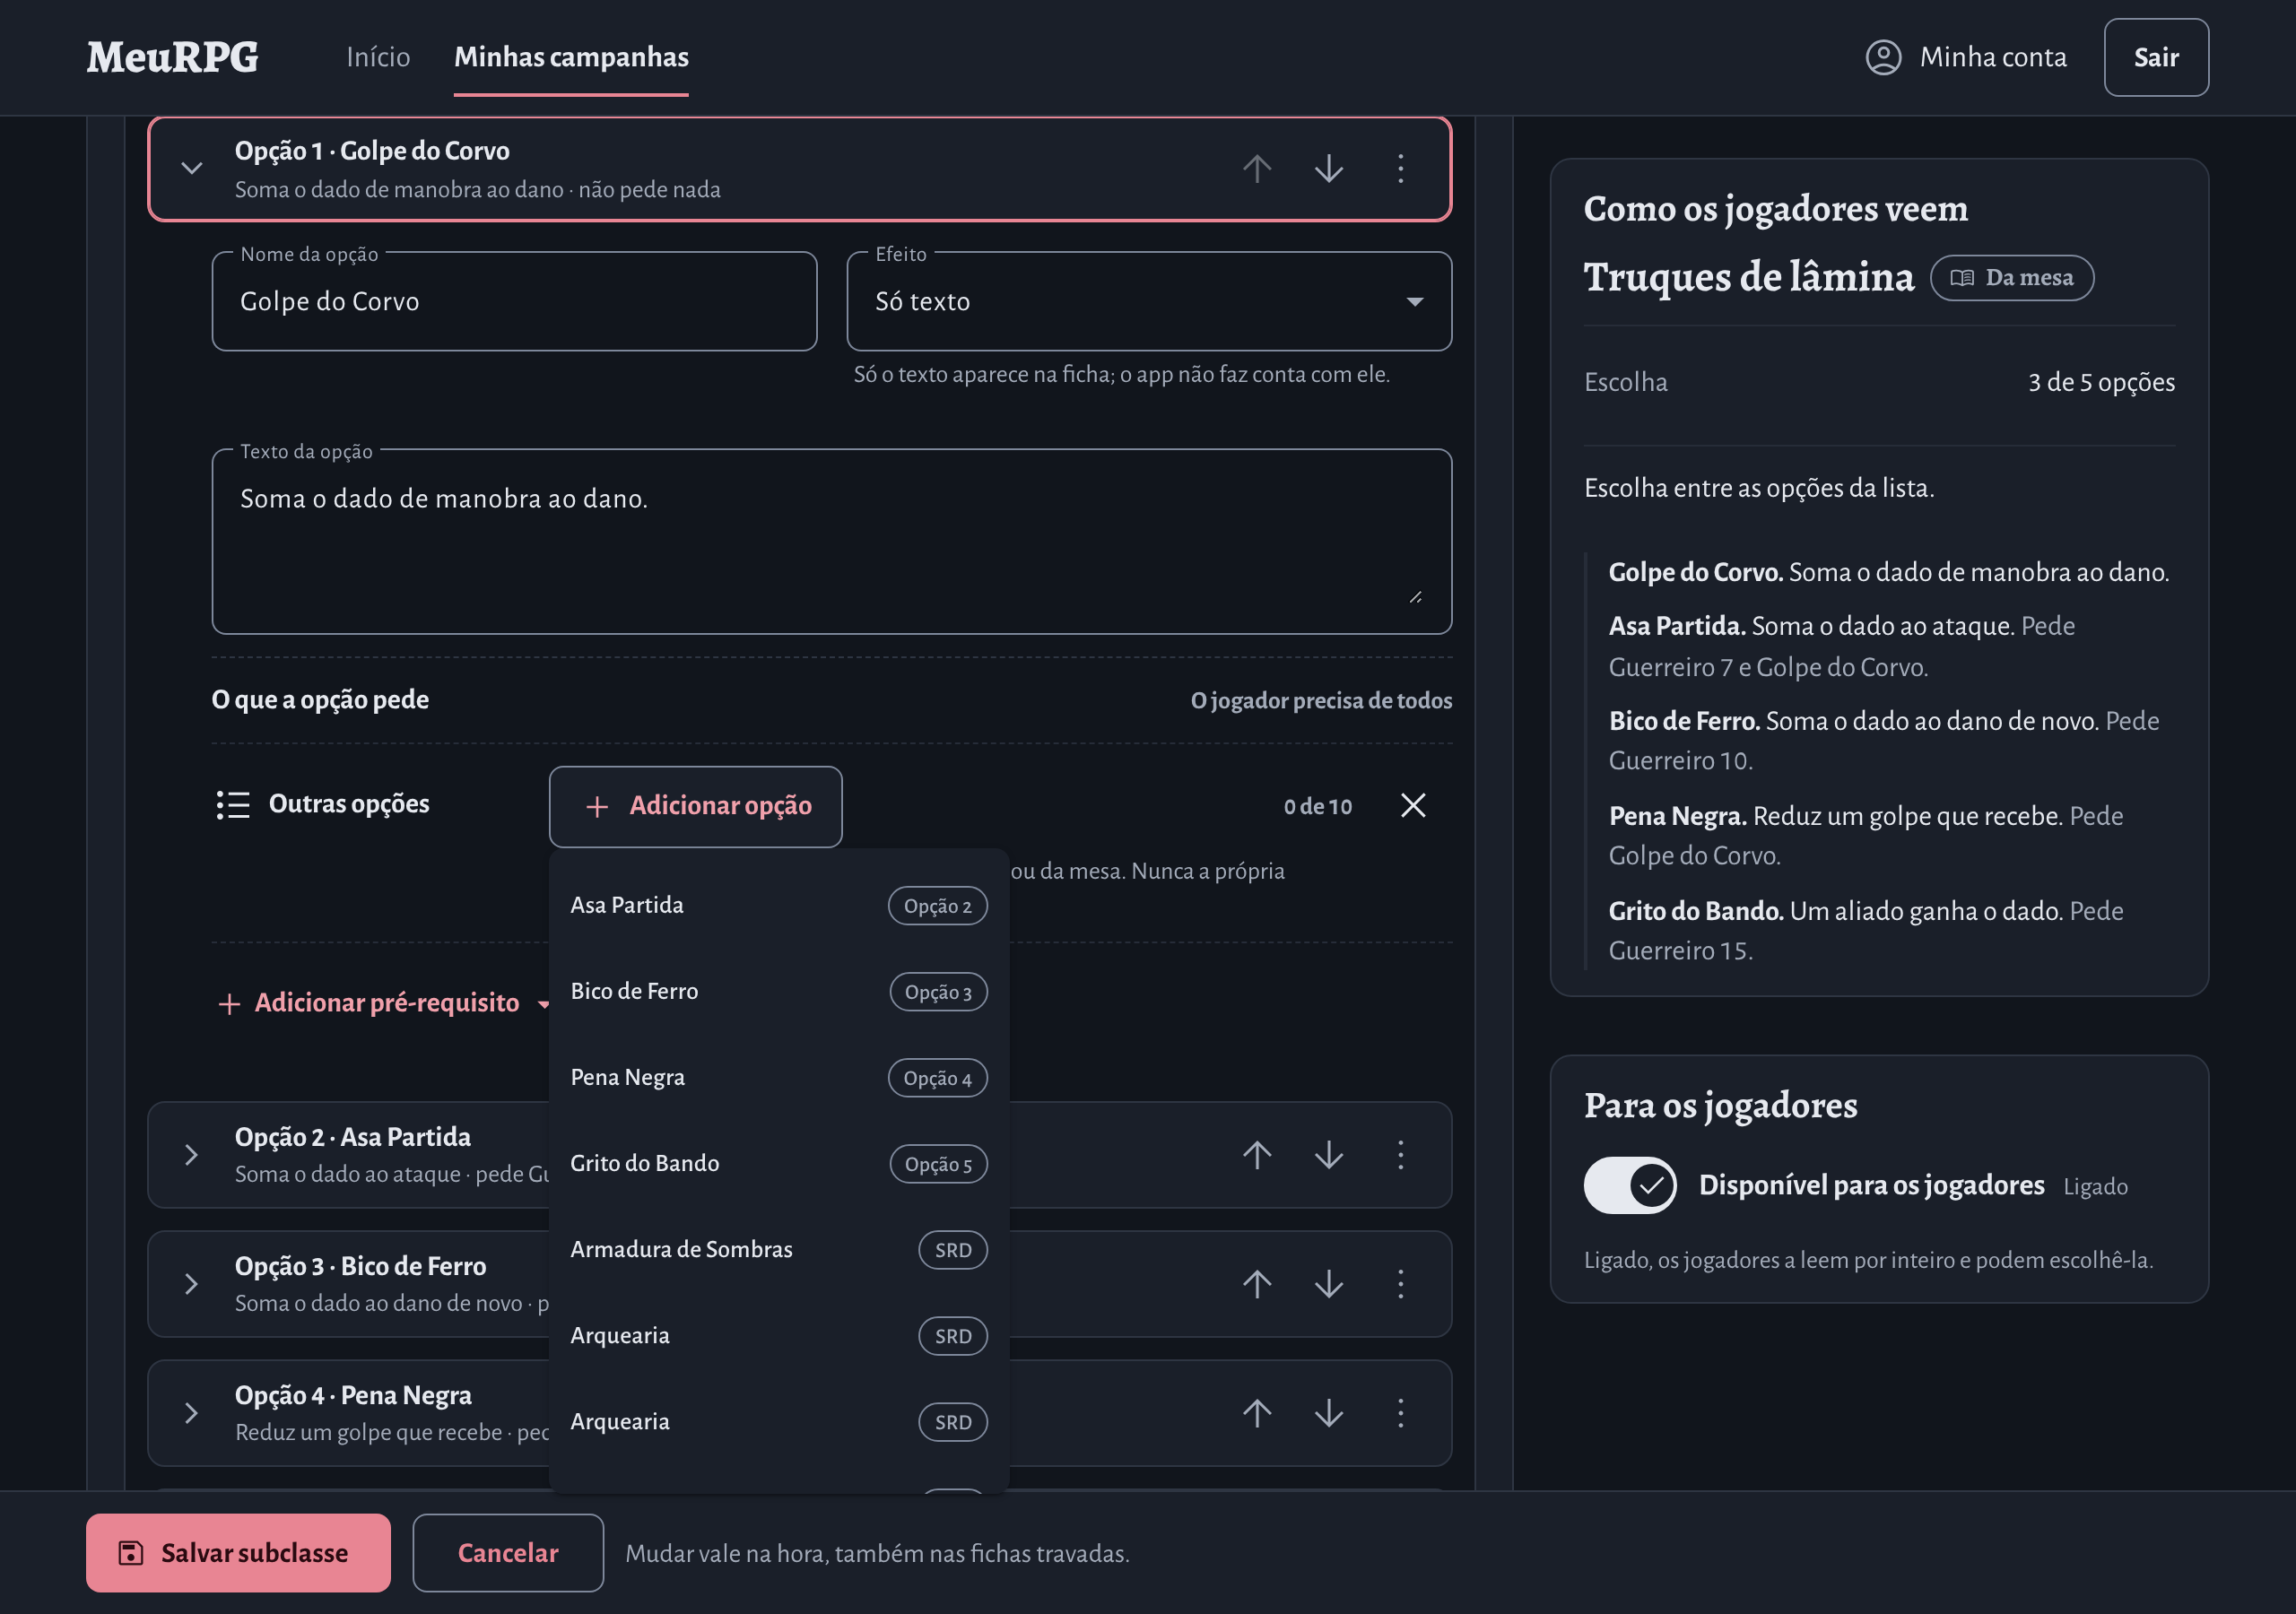 MeuRPG
Início
Minhas campanhas
Minha conta
Sair
Opção 1 · Golpe do Corvo
Soma o dado de manobra ao dano · não pede nada
Nome da opção
Golpe do Corvo
Efeito
Só texto
Só o texto aparece na ficha; o app não faz conta com ele.
Texto da opção
Soma o dado de manobra ao dano.
O que a opção pede
O jogador precisa de todos
Outras opções
Adicionar opção
0 de 10
ou da mesa. Nunca a própria
Asa Partida
Opção 2
Bico de Ferro
Opção 3
Pena Negra
Opção 4
Grito do Bando
Opção 5
Armadura de Sombras
SRD
Arquearia
SRD
Arquearia
SRD
Adicionar pré-requisito
Opção 2 · Asa Partida
Soma o dado ao ataque · pede
Opção 3 · Bico de Ferro
Soma o dado ao dano de novo ·
Opção 4 · Pena Negra
Reduz um golpe que recebe ·
Como os jogadores veem
Truques de lâmina
Da mesa
Escolha
3 de 5 opções
Escolha entre as opções da lista.
Golpe do Corvo. Soma o dado de manobra ao dano.
Asa Partida. Soma o dado ao ataque. Pede
Guerreiro 7 e Golpe do Corvo.
Bico de Ferro. Soma o dado ao dano de novo. Pede
Guerreiro 10.
Pena Negra. Reduz um golpe que recebe. Pede
Golpe do Corvo.
Grito do Bando. Um aliado ganha o dado. Pede
Guerreiro 15.
Para os jogadores
Disponível para os jogadores
Ligado
Ligado, os jogadores a leem por inteiro e podem escolhê-la.
Salvar subclasse
Cancelar
Mudar vale na hora, também nas fichas travadas.